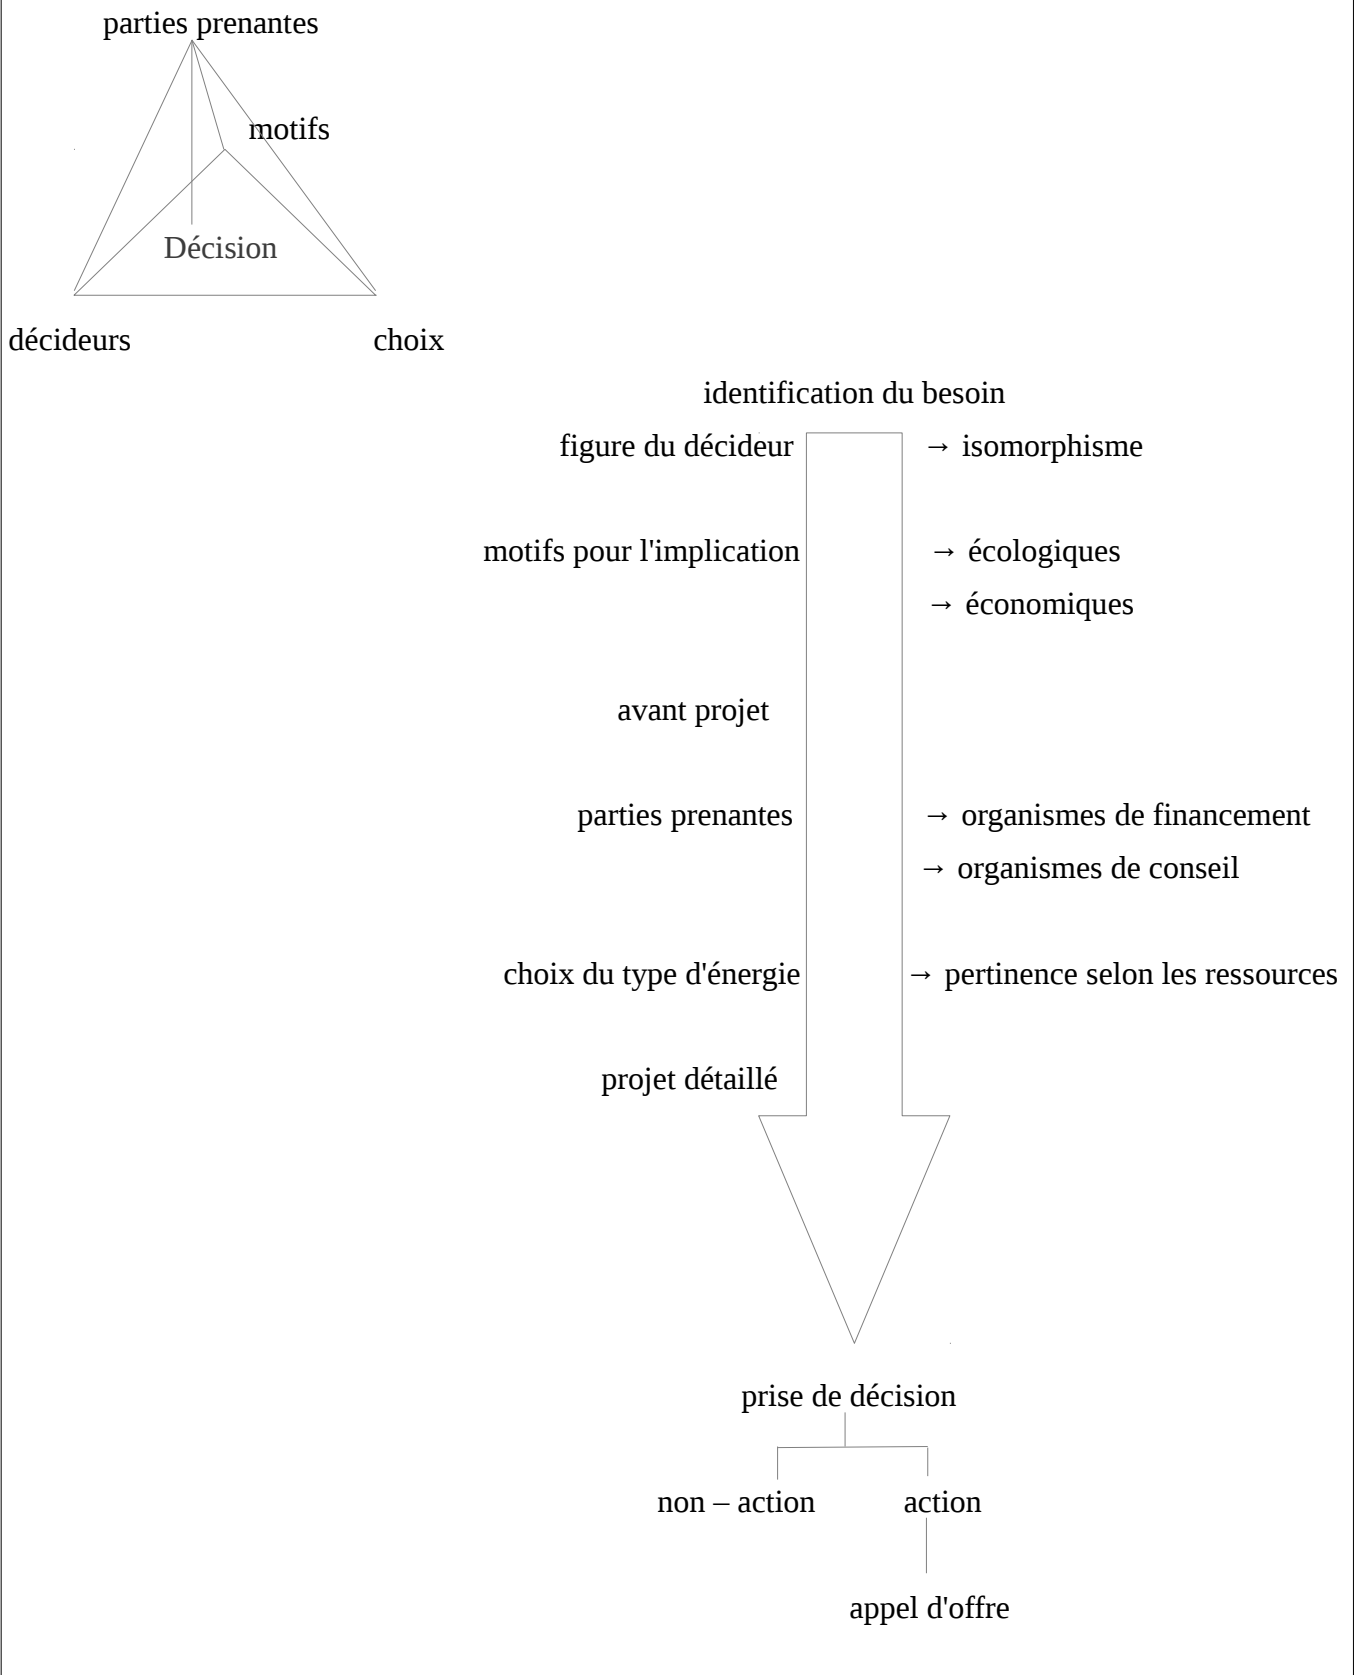 parties prenantes
motifs
Décision
décideurs choix
identification du besoin
figure du décideur → isomorphisme
motifs pour l'implication → écologiques
→ économiques
avant projet
parties prenantes → organismes de financement
→ organismes de conseil
choix du type d'énergie → pertinence selon les ressources
projet détaillé
prise de décision
non – action action
appel d'offre